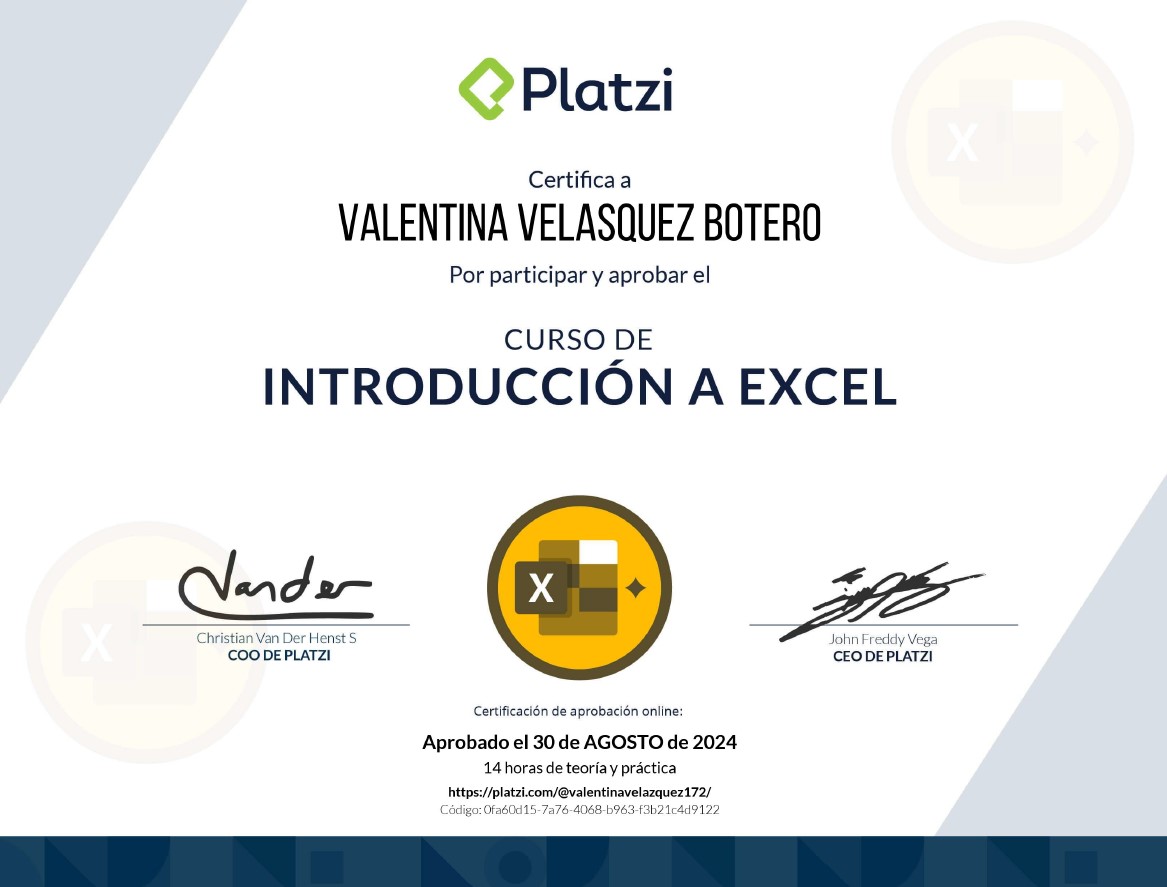 Platzi
Certifica a
VALENTINA VELASQUEZ BOTERO
Por participar y aprobar el
CURSO DE
INTRODUCCIÓN A EXCEL
X
X
Vander
X
Christian Van Der Henst S
COO DE PLATZI
John Freddy Vega
CEO DE PLATZI
Certificación de aprobación online:
Aprobado el 30 de AGOSTO de 2024
14 horas de teoría y práctica
https://platzi.com/@valentinavelazquez172/
Código: 0fa60d15-7a76-4068-b963-f3b21c4d9122